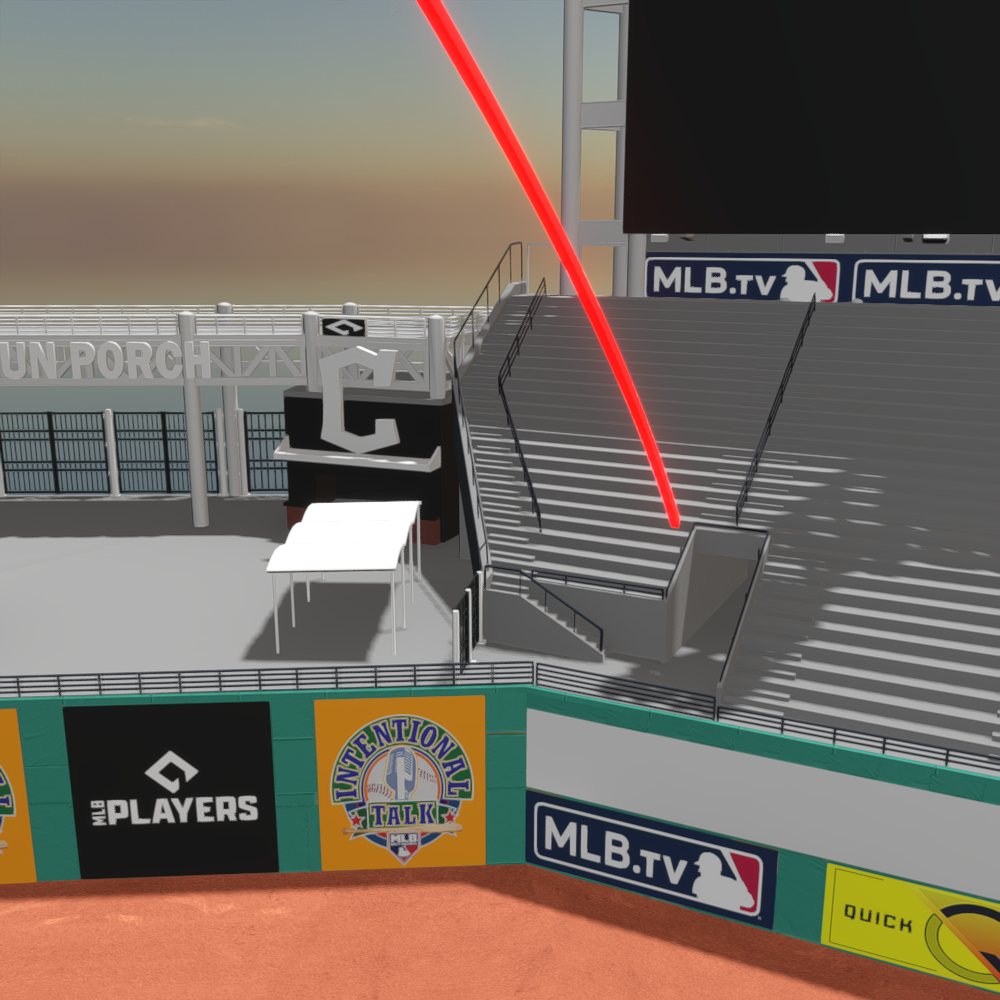 MLB.TV
MLB.TV
UN PORCH
C
MLB PLAYERS
INTENTIONAL
TALK
MLB
MLB.TV
QUICK